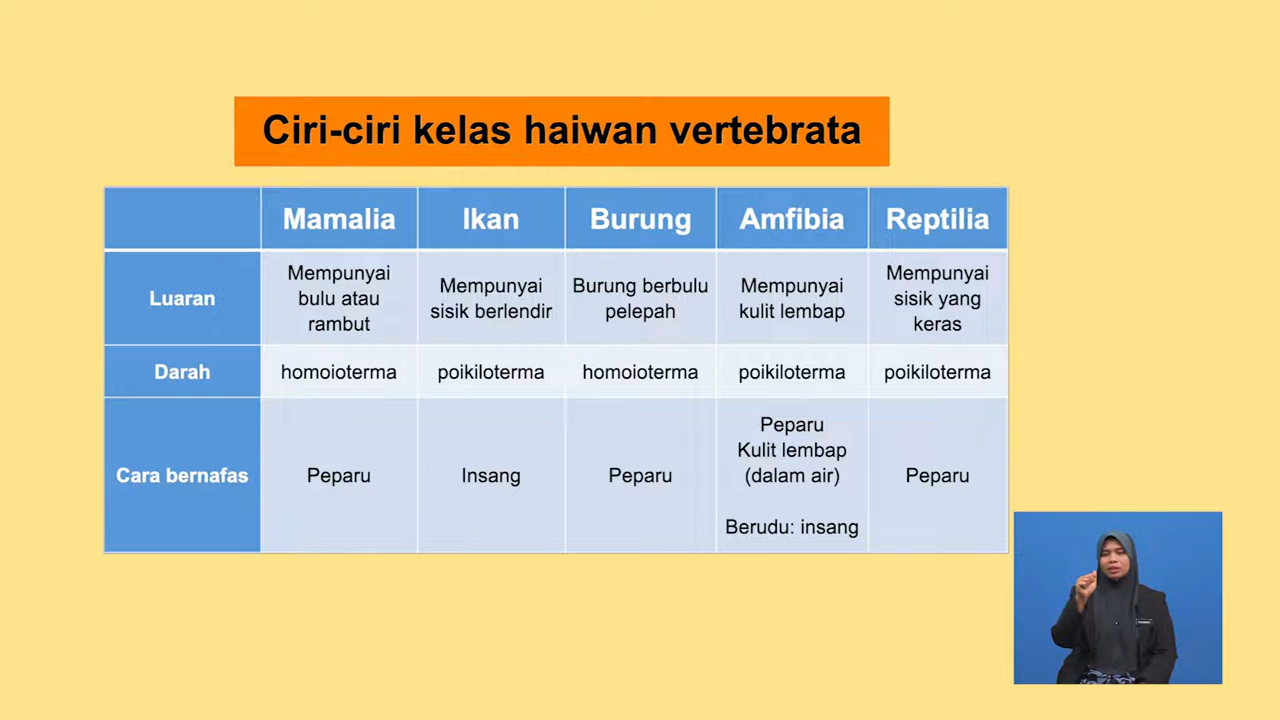 Ciri-ciri kelas haiwan vertebrata
Mamalia Ikan Burung Amfibia Reptilia
Luaran
Mempunyai
bulu atau
rambut
Mempunyai
sisik berlendir
Burung berbulu
pelepah
Mempunyai
kulit lembap
Mempunyai
sisik yang
keras
Darah
homoioterma
poikiloterma
homoioterma
poikiloterma
poikiloterma
Cara bernafas
Peparu
Insang
Peparu
Peparu
Kulit lembap
(dalam air)
Berudu: insang
Peparu